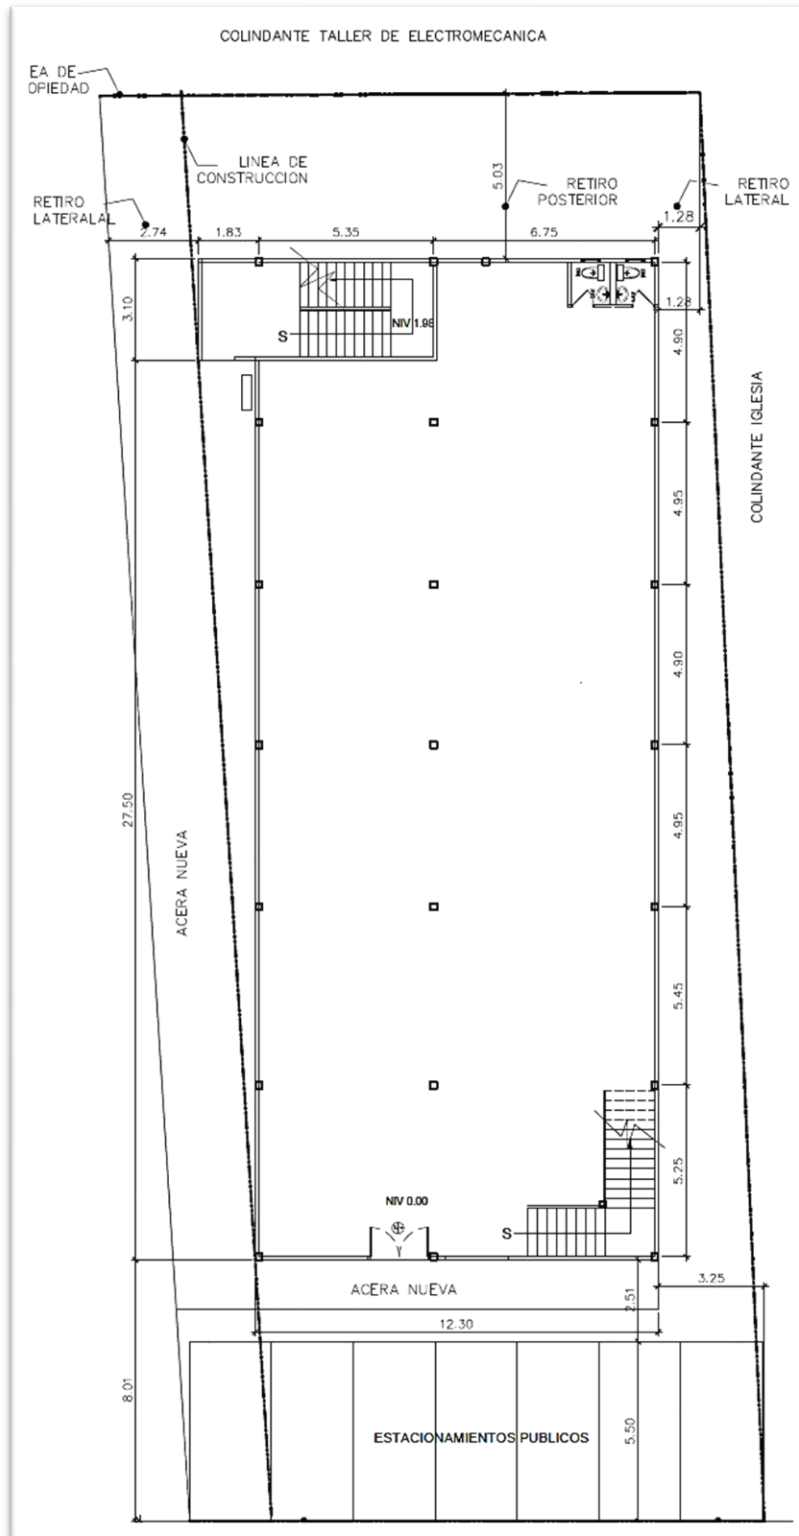 COLINDANTE TALLER DE ELECTROMECANICA
EA DE
OPIEDAD
LINEA DE
CONSTRUCCION
5.03
RETIRO
POSTERIOR
RETIRO
LATERAL
RETIRO
LATERALAL
2.74
1.83
5.35
6.75
1.28
3.10
NIV 1.98
S
1.28
4.90
COLINDANTE IGLESIA
4.95
4.90
27.50
4.95
ACERA NUEVA
5.45
5.25
NIV 0.00
S
ACERA NUEVA
2.51
3.25
12.30
8.01
ESTACIONAMIENTOS PUBLICOS
5.50